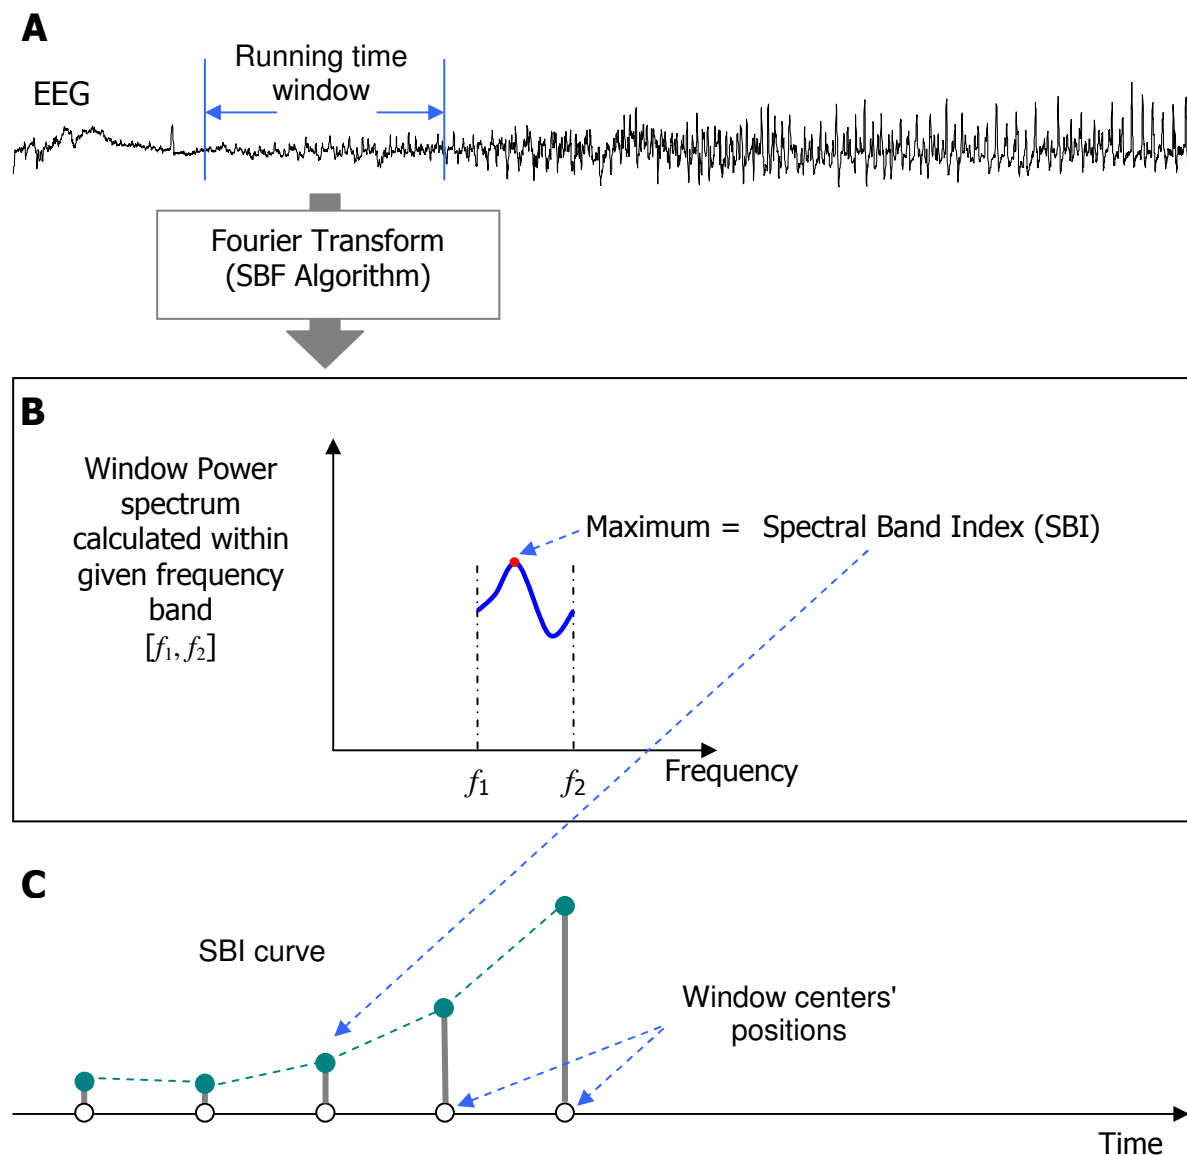 A
Running time
window
EEG
Fourier Transform
(SBF Algorithm)
B
Window Power
spectrum
calculated within
given frequency
band
[f1, f2]
Maximum = Spectral Band Index (SBI)
f1
f2
Frequency
C
SBI curve
Window centers'
positions
Time